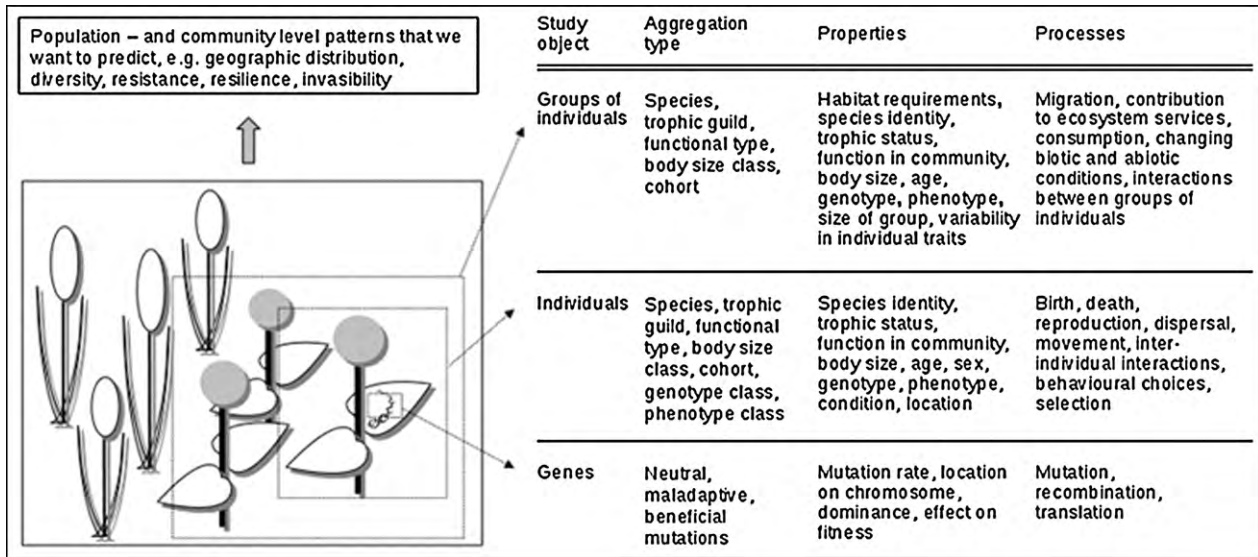 Population – and community level patterns that we
want to predict, e.g. geographic distribution,
diversity, resistance, resilience, invasibility
Study
object
Aggregation
type
Properties
Processes
Groups of
individuals
Species,
trophic guild,
functional type,
body size class,
cohort
Habitat requirements,
species identity,
trophic status,
function in community,
body size, age,
genotype, phenotype,
size of group, variability
in individual traits
Migration, contribution
to ecosystem services,
consumption, changing
biotic and abiotic
conditions, interactions
between groups of
individuals
Individuals
Species, trophic
guild, functional
type, body size
class, cohort,
genotype class,
phenotype class
Species identity,
trophic status,
function in community,
body size, age, sex,
genotype, phenotype,
condition, location
Birth, death,
reproduction, dispersal,
movement, inter-
individual interactions,
behavioural choices,
selection
Genes
Neutral,
maladaptive,
beneficial
mutations
Mutation rate, location
on chromosome,
dominance, effect on
fitness
Mutation,
recombination,
translation